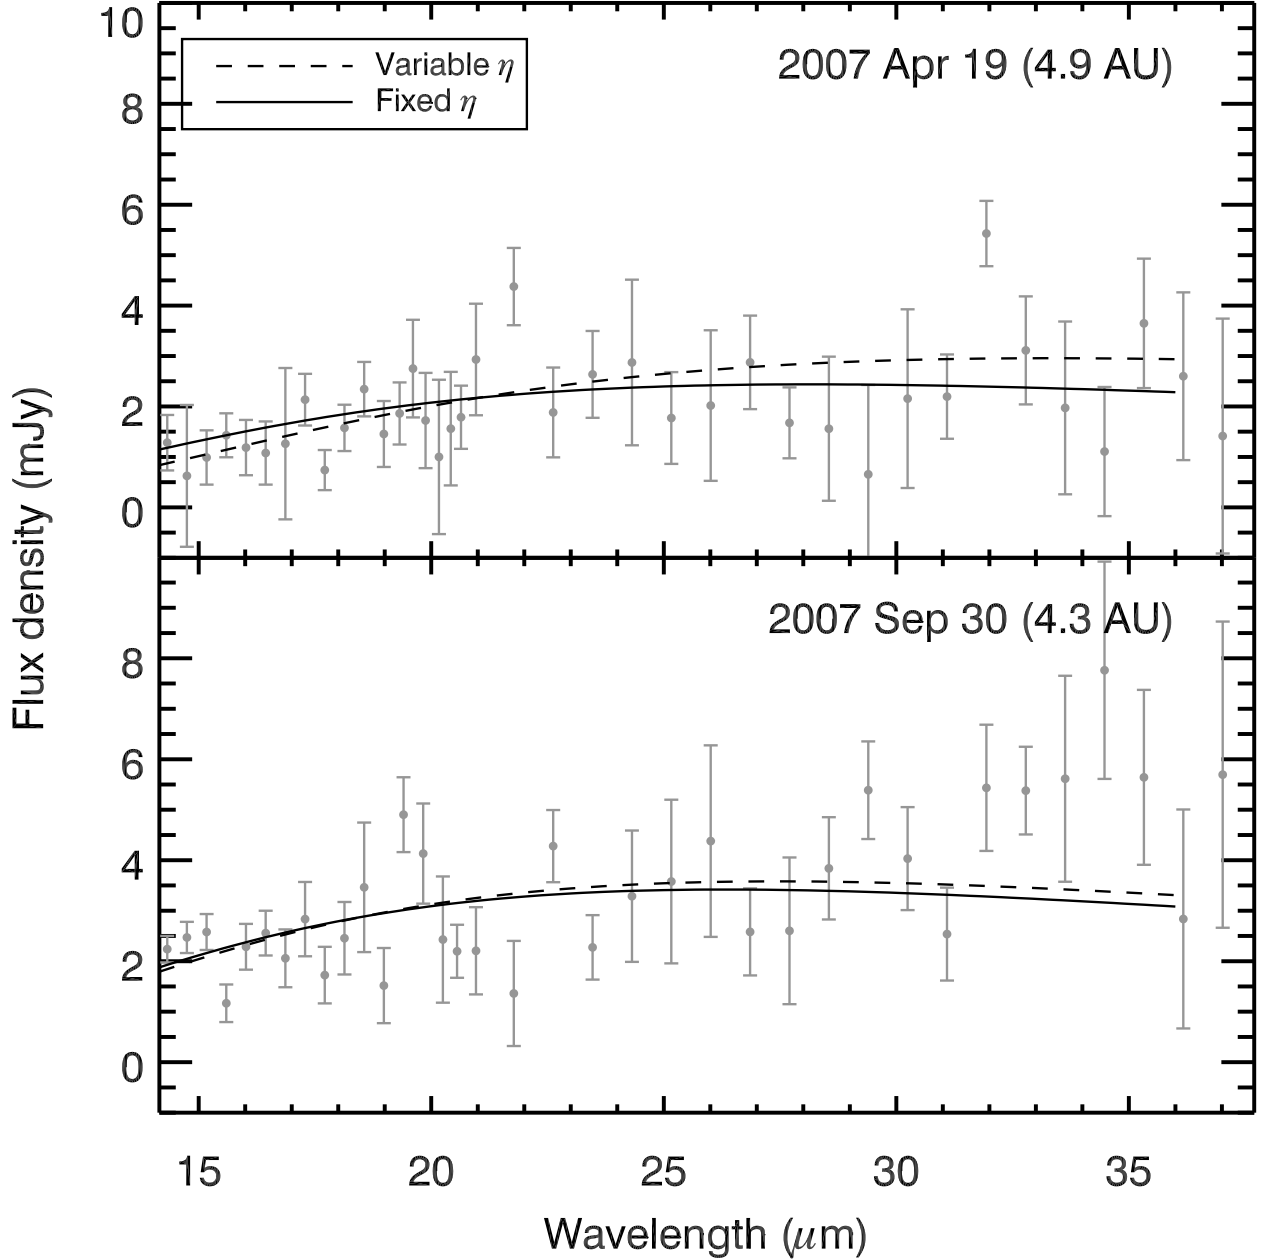 10
8
6
4
2
0
Variable η
Fixed η
2007 Apr 19 (4.9 AU)
Flux density (mJy)
2007 Sep 30 (4.3 AU)
8
6
4
2
0
15 20 25 30 35
Wavelength (μm)